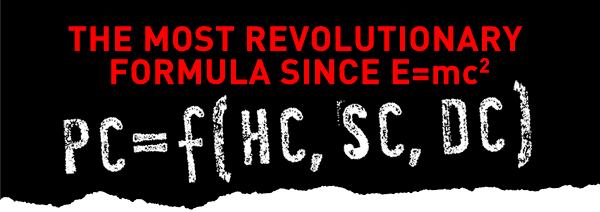 THE MOST REVOLUTIONARY
FORMULA SINCE E=mc²
PC=f(HC, SC, DC)